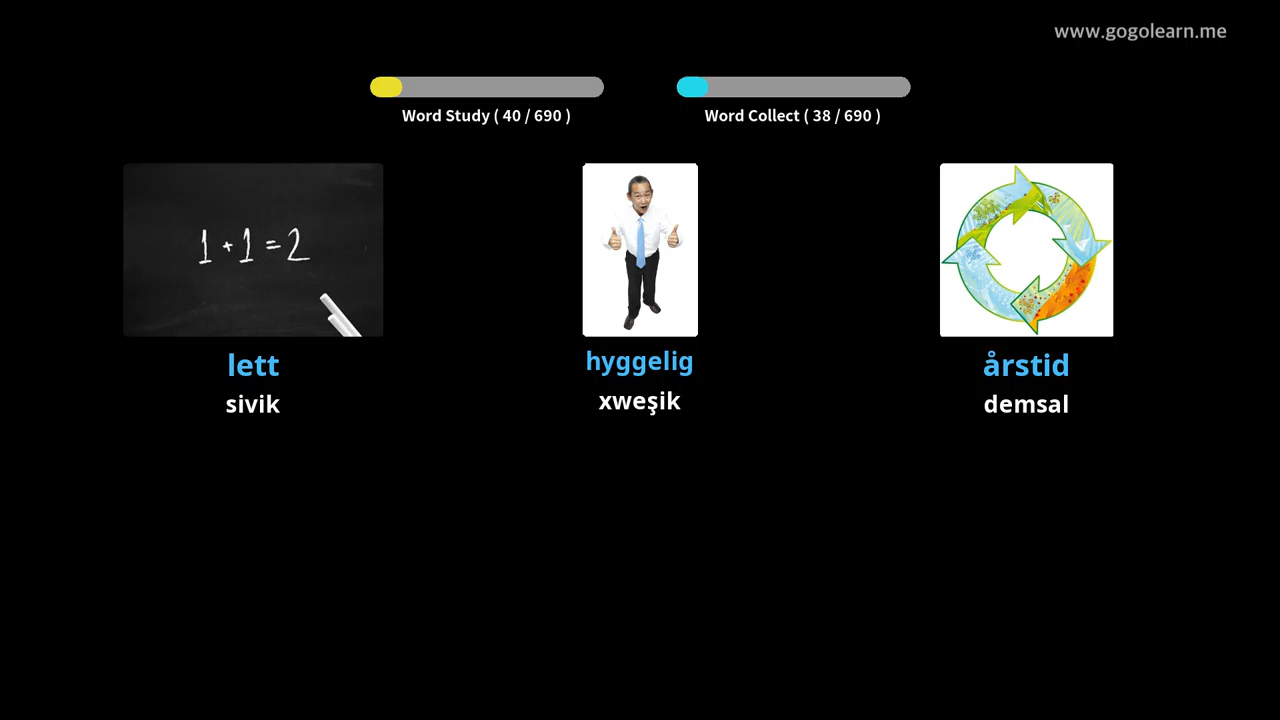 www.gogolearn.me
Word Study ( 40 / 690 )
Word Collect ( 38 / 690 )
1 + 1 = 2
lett
hyggelig
årstid
sivik
xweşik
demsal